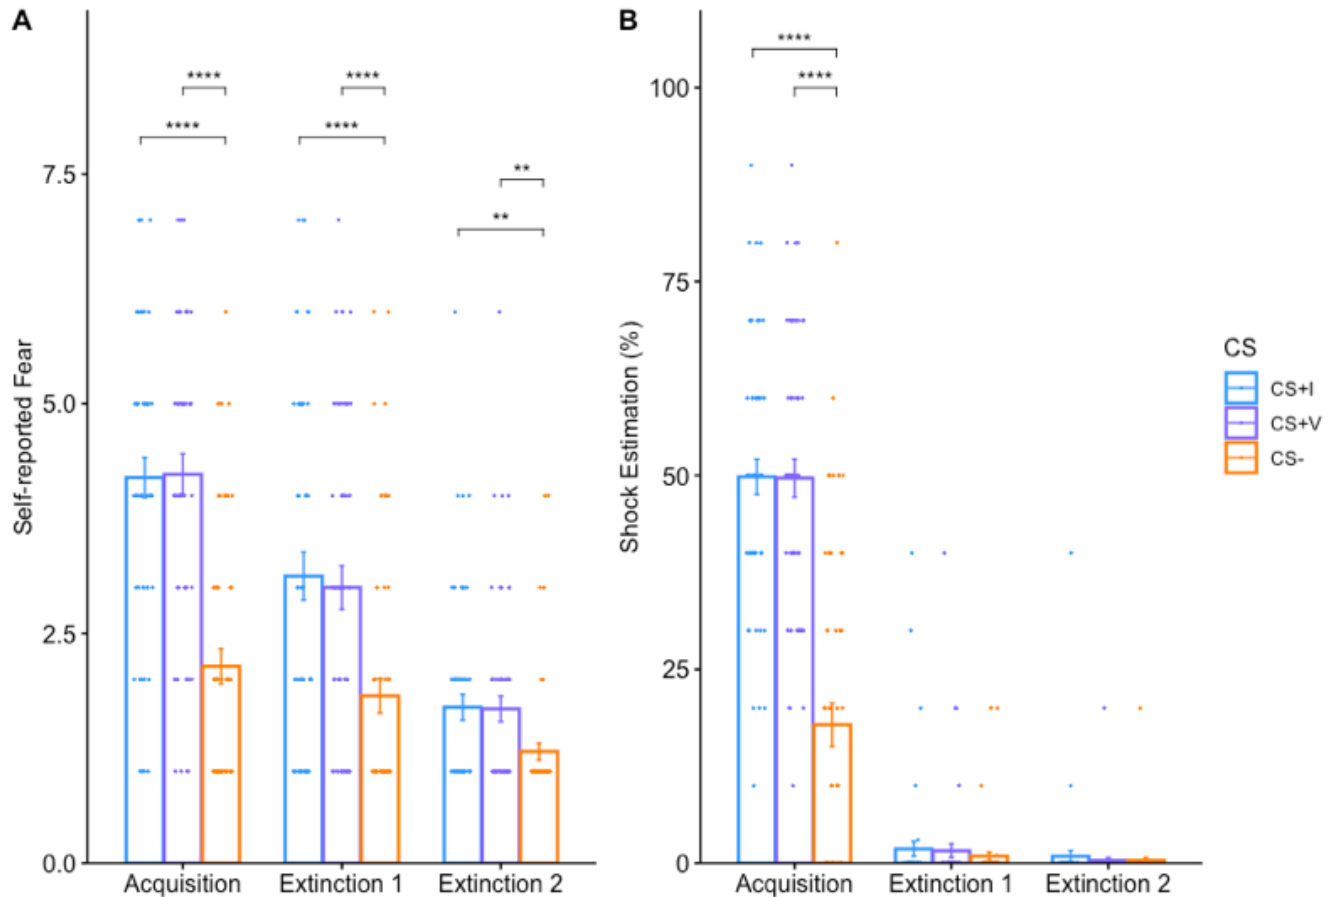 A
Self-reported Fear
7.5
5.0
2.5
0.0
****
****
****
****
**
**
Acquisition Extinction 1 Extinction 2
B
Shock Estimation (%)
100
75
50
25
0
****
****
Acquisition Extinction 1 Extinction 2
CS
CS+I
CS+V
CS-